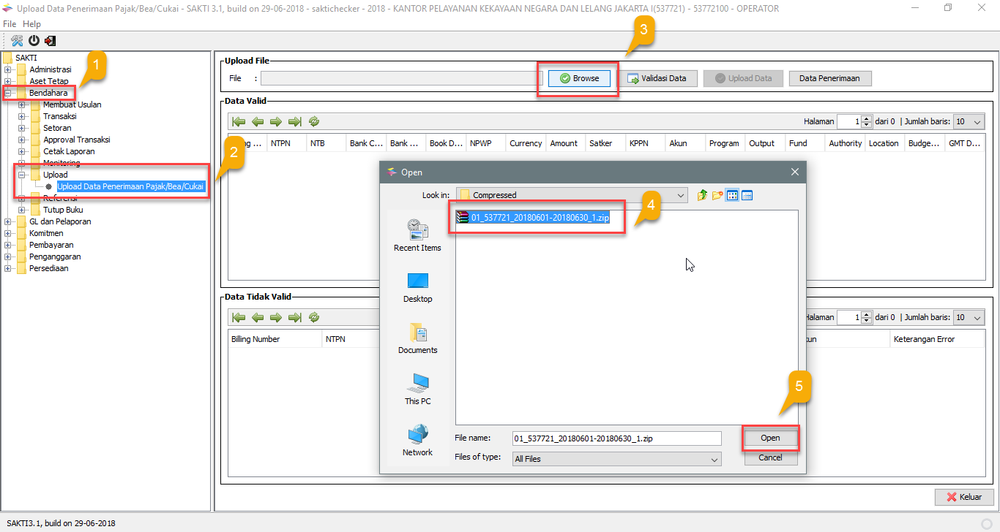 Upload Data Penerimaan Pajak/Bea/Cukai - SAKTI 3.1, build on 29-06-2018 - saktichecker - 2018 - KANTOR PELAYANAN KEKAYAAN NEGARA DAN LELANG JAKARTA I(537721) - 53772100 - OPERATOR
File Help
SAKTI
Administrasi
Aset Tetap
Bendahara
Membuat Usulan
Transaksi
Setoran
Approval Transaksi
Cetak Laporan
Monitoring
Upload
Upload Data Penerimaan Pajak/Bea/Cukai
Referensi
Tutup Buku
GL dan Pelaporan
Komitmen
Pembayaran
Penganggaran
Persediaan
1
2
3
Upload File
File : Browse Validasi Data Upload Data Data Penerimaan
Data Valid
Halaman 1 dari 0 | Jumlah baris: 10
... NTPN NTB Bank C... Bank ... Book D... NPWP Currency Amount Satker KPPN Akun Program Output Fund Authority Location Budge... GMT D...
Open
Look in: Compressed
4
01_537721_20180601-20180630_1.zip
Recent Items
Desktop
Documents
This PC
Network
File name: 01_537721_20180601-20180630_1.zip
Files of type: All Files
5
Open
Cancel
Data Tidak Valid
Halaman 1 dari 0 | Jumlah baris: 10
Billing Number NTPN Keterangan Error
Keluar
SAKTI3.1, build on 29-06-2018